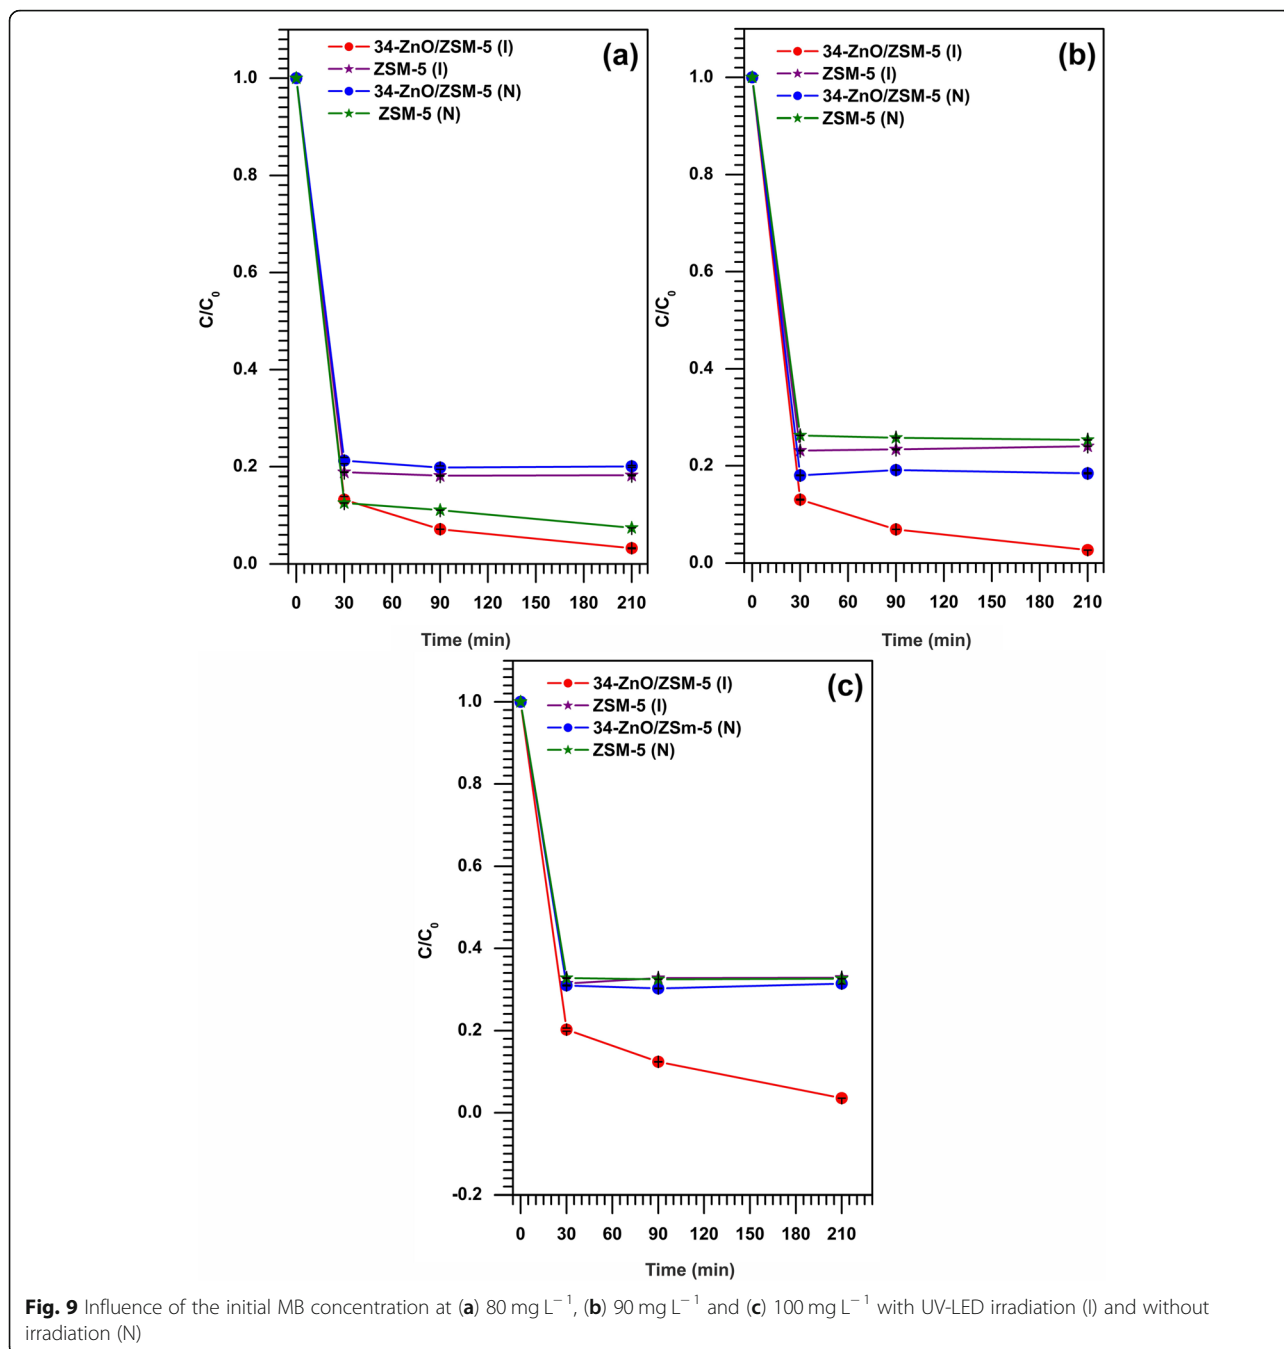 34-ZnO/ZSM-5 (I)
ZSM-5 (I)
34-ZnO/ZSM-5 (N)
ZSM-5 (N)
(a)
1.0
0.8
0.6
0.4
0.2
0.0
C/C₀
0 30 60 90 120 150 180 210
Time (min)
34-ZnO/ZSM-5 (I)
ZSM-5 (I)
34-ZnO/ZSM-5 (N)
ZSM-5 (N)
(b)
1.0
0.8
0.6
0.4
0.2
0.0
C/C₀
0 30 60 90 120 150 180 210
Time (min)
34-ZnO/ZSM-5 (I)
ZSM-5 (I)
34-ZnO/ZSm-5 (N)
ZSM-5 (N)
(c)
1.0
0.8
0.6
0.4
0.2
0.0
-0.2
C/C₀
0 30 60 90 120 150 180 210
Time (min)
Fig. 9 Influence of the initial MB concentration at (a) 80 mg L⁻¹, (b) 90 mg L⁻¹ and (c) 100 mg L⁻¹ with UV-LED irradiation (I) and without
irradiation (N)